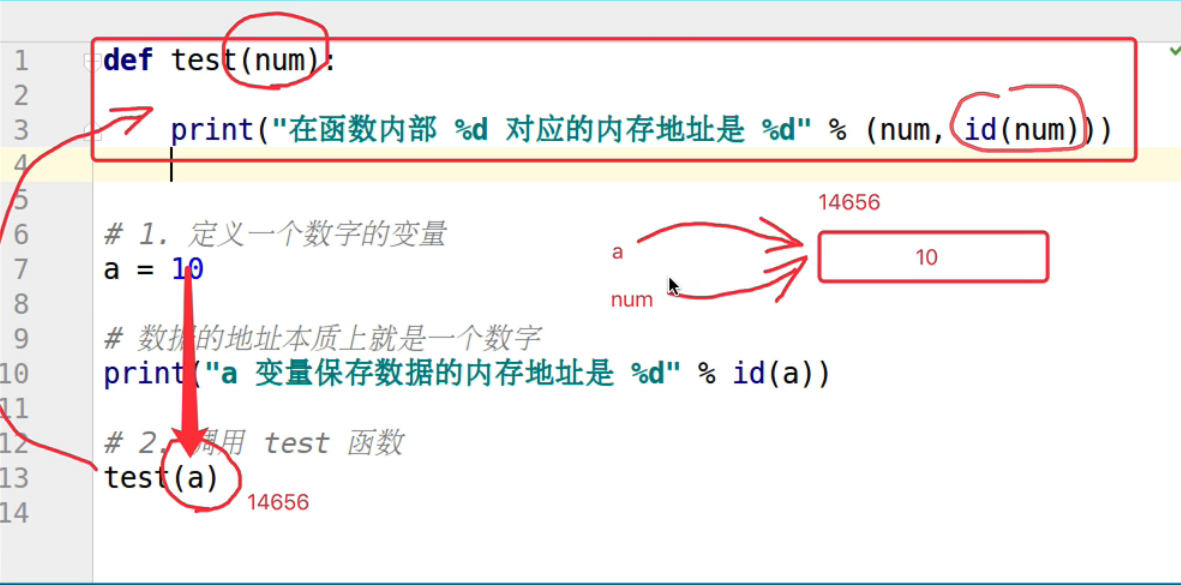 1 def test(num):
2
3 print("在函数内部 %d 对应的内存地址是 %d" % (num, id(num)))
4
5
14656
6 # 1. 定义一个数字的变量
a
10
7 a = 10
num
8
9 # 数据的地址本质上就是一个数字
10 print("a 变量保存数据的内存地址是 %d" % id(a))
11
12 # 2. 调用 test 函数
13 test(a)
14656
14